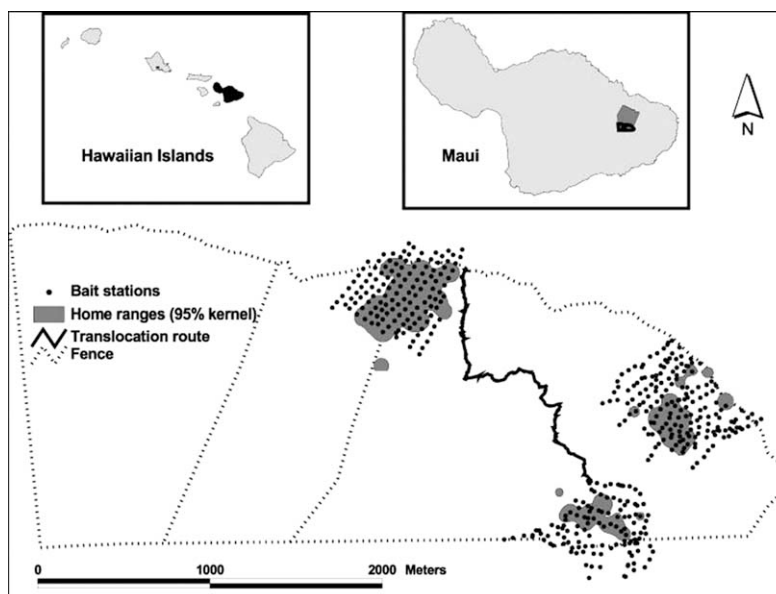 Hawaiian Islands
Maui
N
Bait stations
Home ranges (95% kernel)
Translocation route
Fence
0 1000 2000 Meters